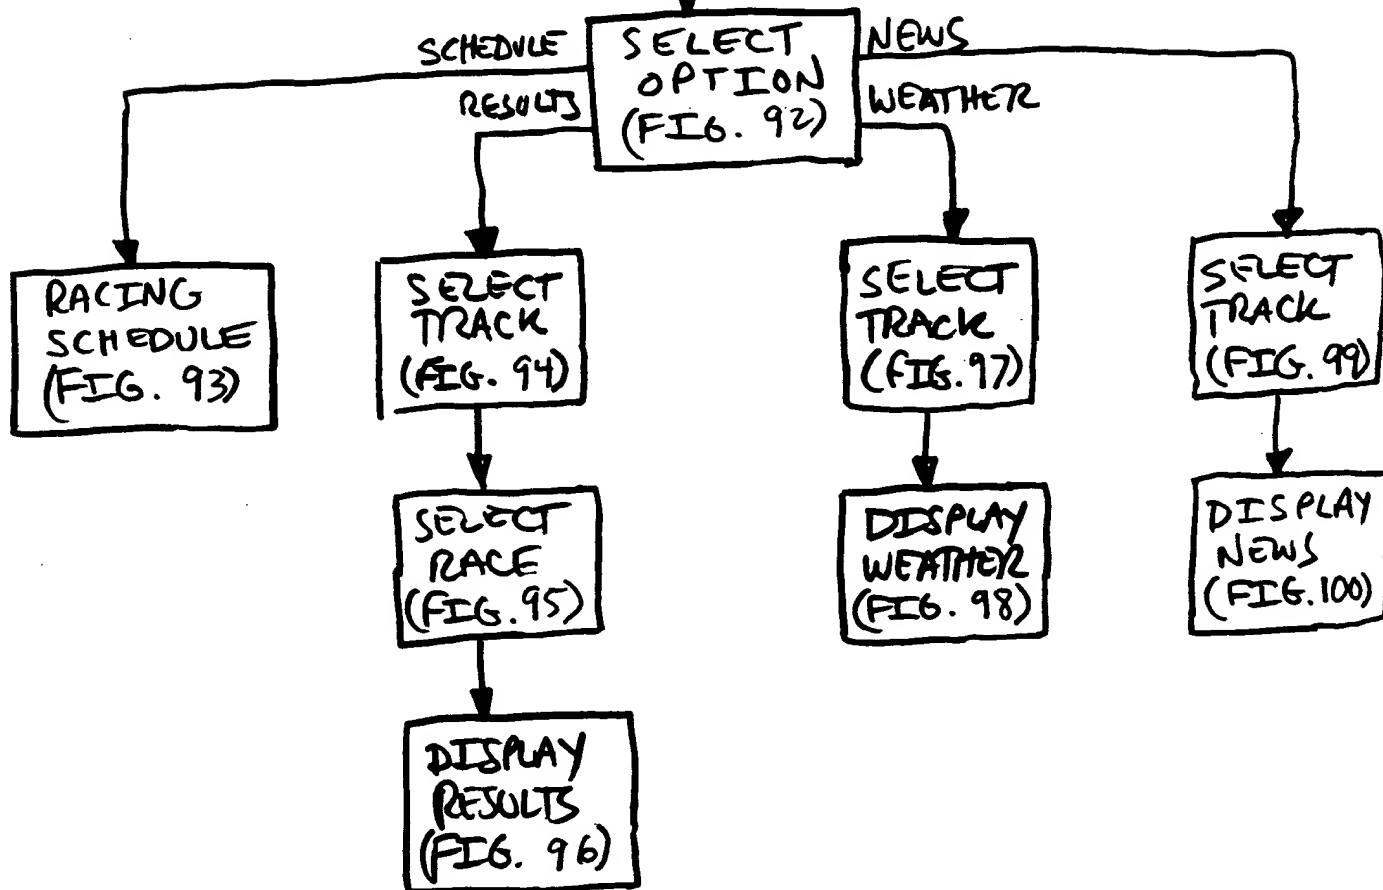 SCHEDULE
RESULTS
SELECT
OPTION
(FIG. 92)
NEWS
WEATHER
RACING
SCHEDULE
(FIG. 93)
SELECT
TRACK
(FIG. 94)
SELECT
TRACK
(FIG. 97)
SELECT
TRACK
(FIG. 99)
SELECT
RACE
(FIG. 95)
DISPLAY
WEATHER
(FIG. 98)
DISPLAY
NEWS
(FIG. 100)
DISPLAY
RESULTS
(FIG. 96)